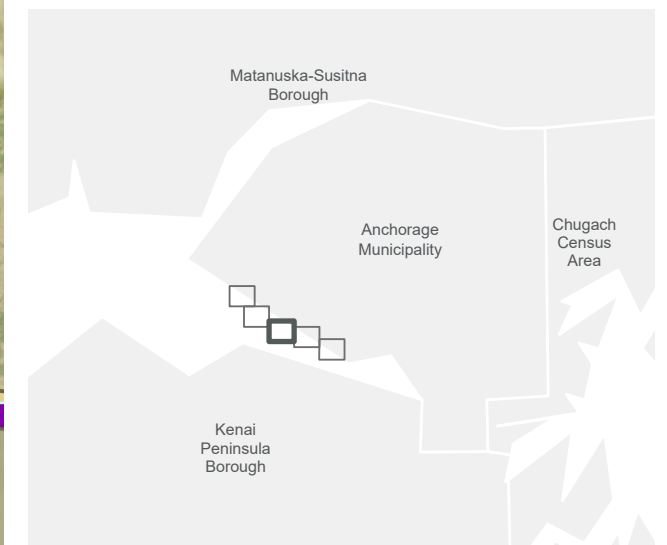 Matanuska-Susitna
Borough
Anchorage
Municipality
Chugach
Census
Area
Kenai
Peninsula
Borough